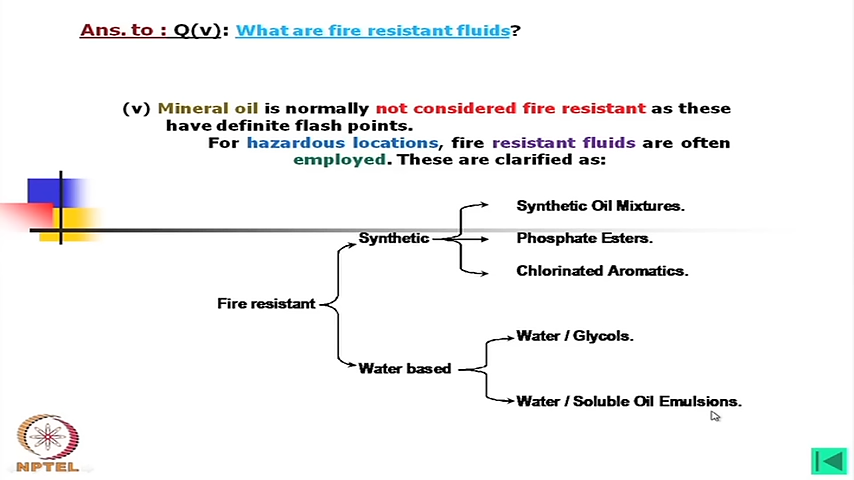 Ans. to : Q(v): What are fire resistant fluids?
(v) Mineral oil is normally not considered fire resistant as these
have definite flash points.
For hazardous locations, fire resistant fluids are often
employed. These are clarified as:
Synthetic Oil Mixtures.
Synthetic
Phosphate Esters.
Chlorinated Aromatics.
Fire resistant
Water / Glycols.
Water based
Water / Soluble Oil Emulsions.
NPTEL